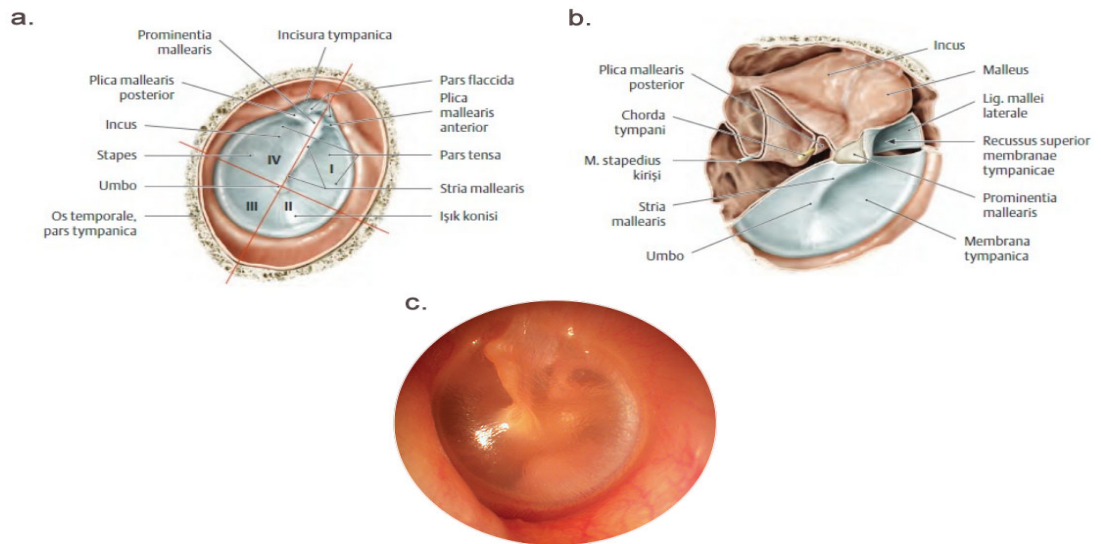 a.
Prominentia
mallearis
Incisura tympanica
Plica mallearis
posterior
Pars flaccida
Plica
mallearis
anterior
Incus
Stapes
Pars tensa
Umbo
Stria mallearis
Os temporale,
pars tympanica
Işık konisi
I
II
III
IV
b.
Incus
Plica mallearis
posterior
Malleus
Chorda
tympani
Lig. mallei
laterale
M. stapedius
kirişi
Recussus superior
membranae
tympanicae
Stria
mallearis
Prominentia
mallearis
Umbo
Membrana
tympanica
c.